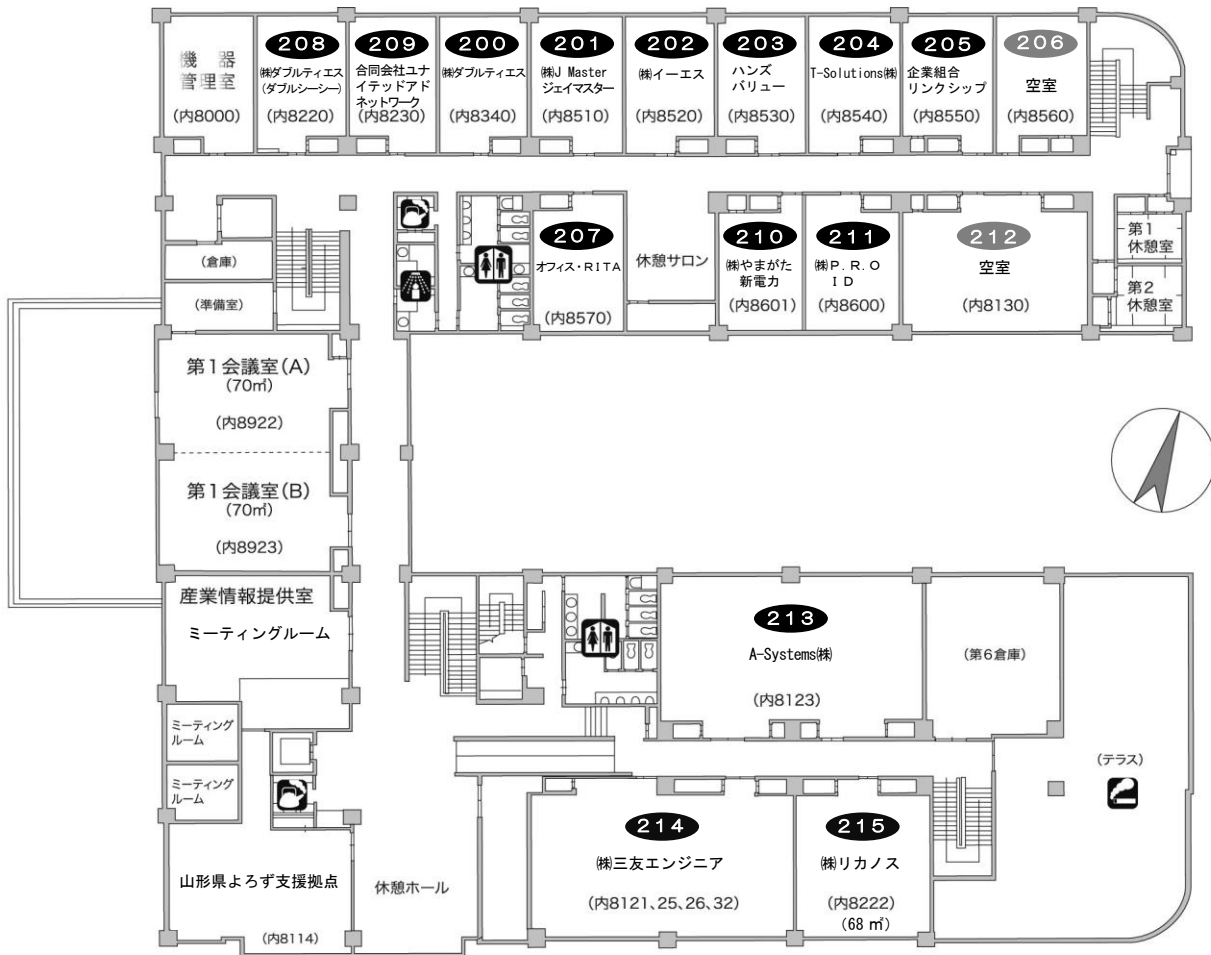 機 器
管理室
(内8000)
208
㈱ダブルティエス
(ダブルシーシー)
(内8220)
209
合同会社ユナ
イテッドアド
ネットワーク
(内8230)
200
㈱ダブルティエス
(内8340)
201
㈱J Master
ジェイマスター
(内8510)
202
㈱イーエス
(内8520)
203
ハンズ
バリュー
(内8530)
204
T-Solutions㈱
(内8540)
205
企業組合
リンクシップ
(内8550)
206
空室
(内8560)
207
オフィス・RITA
(内8570)
休憩サロン
210
㈱やまがた
新電力
(内8601)
211
㈱P.R.O
I D
(内8600)
212
空室
(内8130)
第1
休憩室
第2
休憩室
(倉庫)
(準備室)
第1会議室(A)
(70㎡)
(内8922)
第1会議室(B)
(70㎡)
(内8923)
産業情報提供室
ミーティングルーム
ミーティング
ルーム
ミーティング
ルーム
山形県よろず支援拠点
(内8114)
休憩ホール
213
A-Systems㈱
(内8123)
(第6倉庫)
(テラス)
214
㈱三友エンジニア
(内8121、25、26、32)
215
㈱リカノス
(内8222)
(68 ㎡)